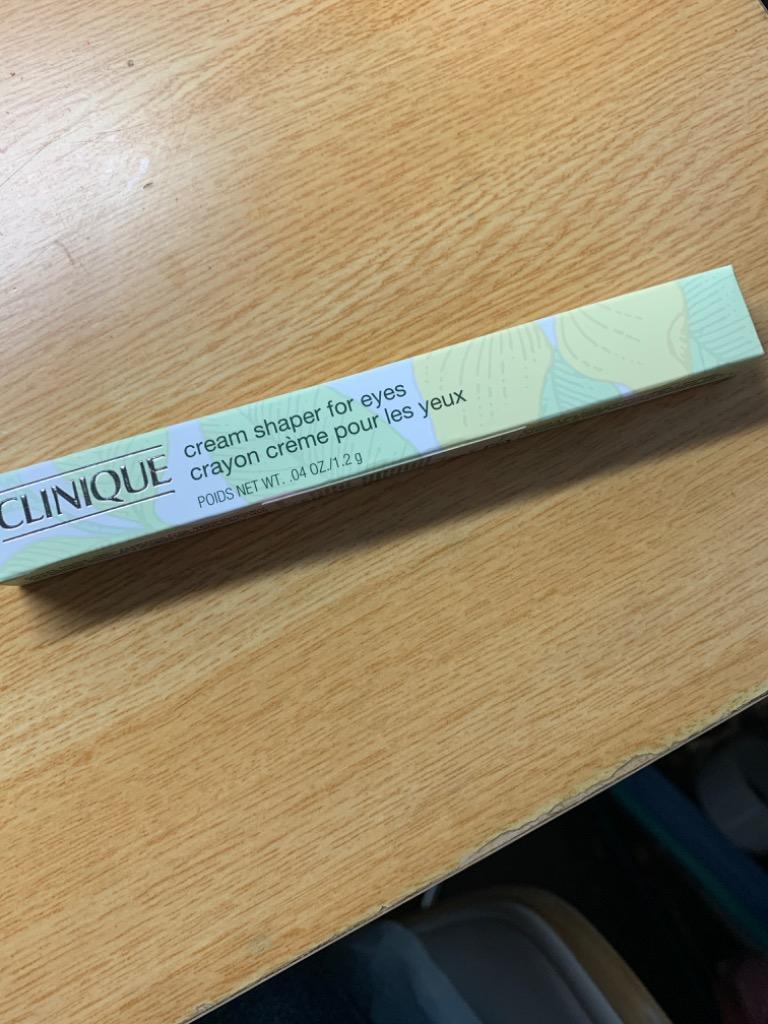 CLINIQUE
cream shaper for eyes
crayon crème pour les yeux
POIDS NET WT. .04 OZ./1.2 g